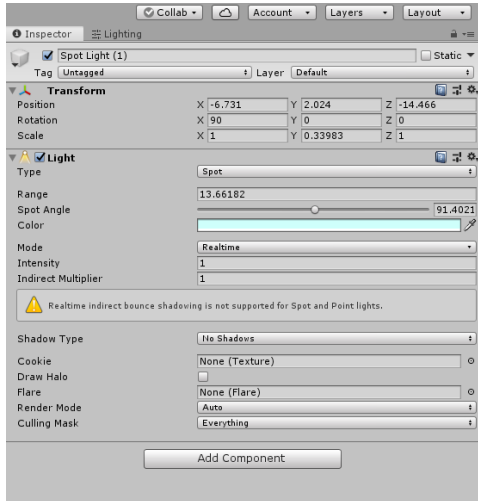 Collab Account Layers Layout
Inspector Lighting
Spot Light (1) Static
Tag Untagged Layer Default
Transform
Position X -6.731 Y 2.024 Z -14.466
Rotation X 90 Y 0 Z 0
Scale X 1 Y 0.33983 Z 1
Light
Type Spot
Range 13.66182
Spot Angle 91.4021
Color
Mode Realtime
Intensity 1
Indirect Multiplier 1
Realtime indirect bounce shadowing is not supported for Spot and Point lights.
Shadow Type No Shadows
Cookie None (Texture)
Draw Halo
Flare None (Flare)
Render Mode Auto
Culling Mask Everything
Add Component